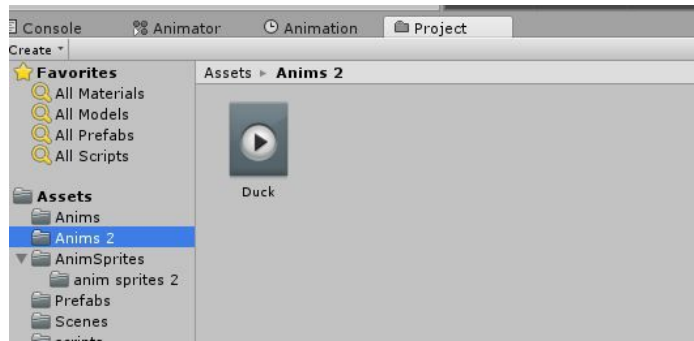 Console Animator Animation Project
Create
Favorites
All Materials
All Models
All Prefabs
All Scripts
Assets
Anims
Anims 2
AnimSprites
anim sprites 2
Prefabs
Scenes
Assets Anims 2
Duck